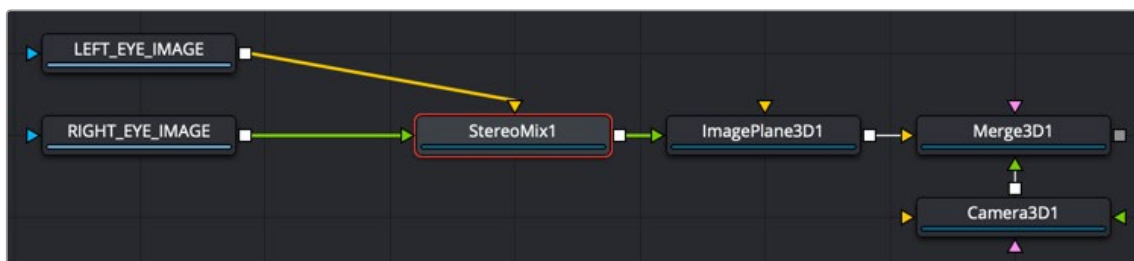 LEFT_EYE_IMAGE
RIGHT_EYE_IMAGE
StereoMix1
ImagePlane3D1
Merge3D1
Camera3D1